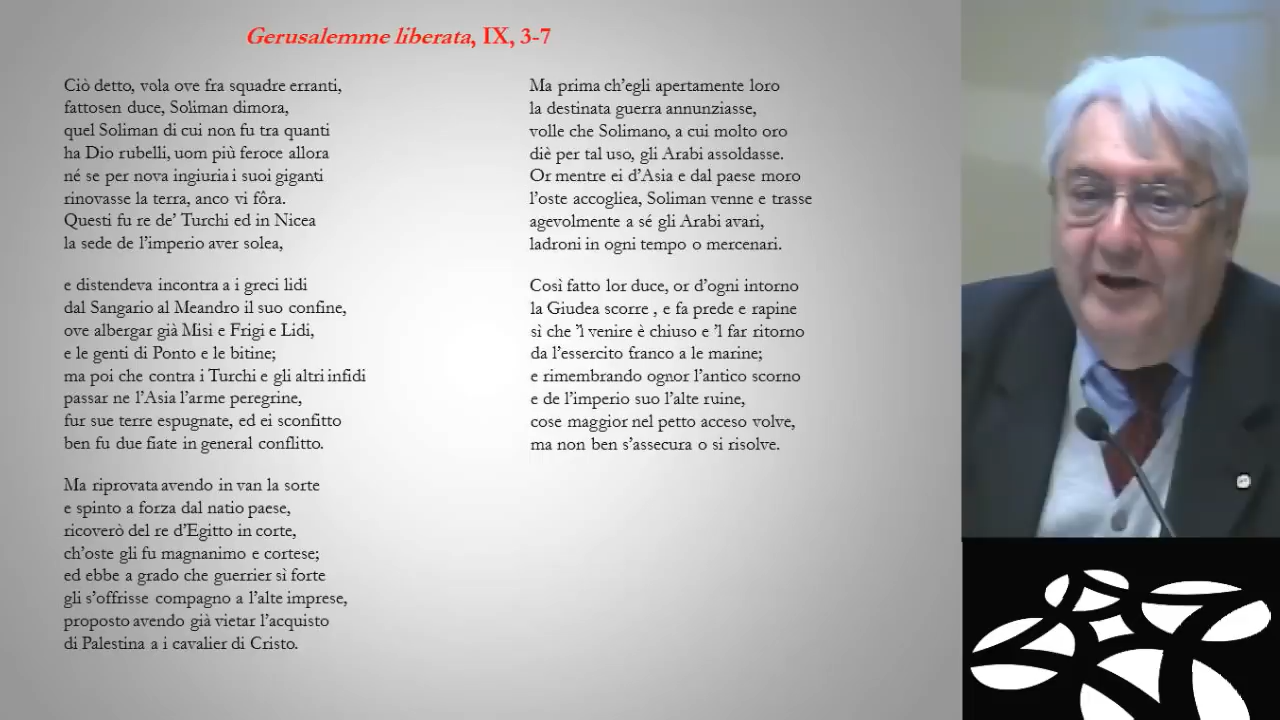 Gerusalemme liberata, IX, 3-7
Ciò detto, vola ove fra squadre erranti,
fattosen duce, Soliman dimora,
quel Soliman di cui non fu tra quanti
ha Dio rubelli, uom più feroce allora
né se per nova ingiuria i suoi giganti
rinovasse la terra, anco vi fôra.
Questi fu re de’ Turchi ed in Nicea
la sede de l’imperio aver solea,
e distendeva incontra a i greci lidi
dal Sangario al Meandro il suo confine,
ove albergar già Misi e Frigi e Lidi,
e le genti di Ponto e le bitine;
ma poi che contra i Turchi e gli altri infidi
passar ne l’Asia l’arme peregrine,
fur sue terre espugnate, ed ei sconfitto
ben fu due fiate in general conflitto.
Ma riprovata avendo in van la sorte
e spinto a forza dal natio paese,
ricoverò del re d’Egitto in corte,
ch’oste gli fu magnanimo e cortese;
ed ebbe a grado che guerrier sì forte
gli s’offrisse compagno a l’alte imprese,
proposto avendo già vietar l’acquisto
di Palestina a i cavalier di Cristo.
Ma prima ch’egli apertamente loro
la destinata guerra annunziasse,
volle che Solimano, a cui molto oro
diè per tal uso, gli Arabi assoldasse.
Or mentre ei d’Asia e dal paese moro
l’oste accogliea, Soliman venne e trasse
agevolmente a sé gli Arabi avari,
ladroni in ogni tempo o mercenari.
Così fatto lor duce, or d’ogni intorno
la Giudea scorre , e fa prede e rapine
sì che ’l venire è chiuso e ’l far ritorno
da l’essercito franco a le marine;
e rimembrando ognor l’antico scorno
e de l’imperio suo l’alte ruine,
cose maggior nel petto acceso volve,
ma non ben s’assecura o si risolve.